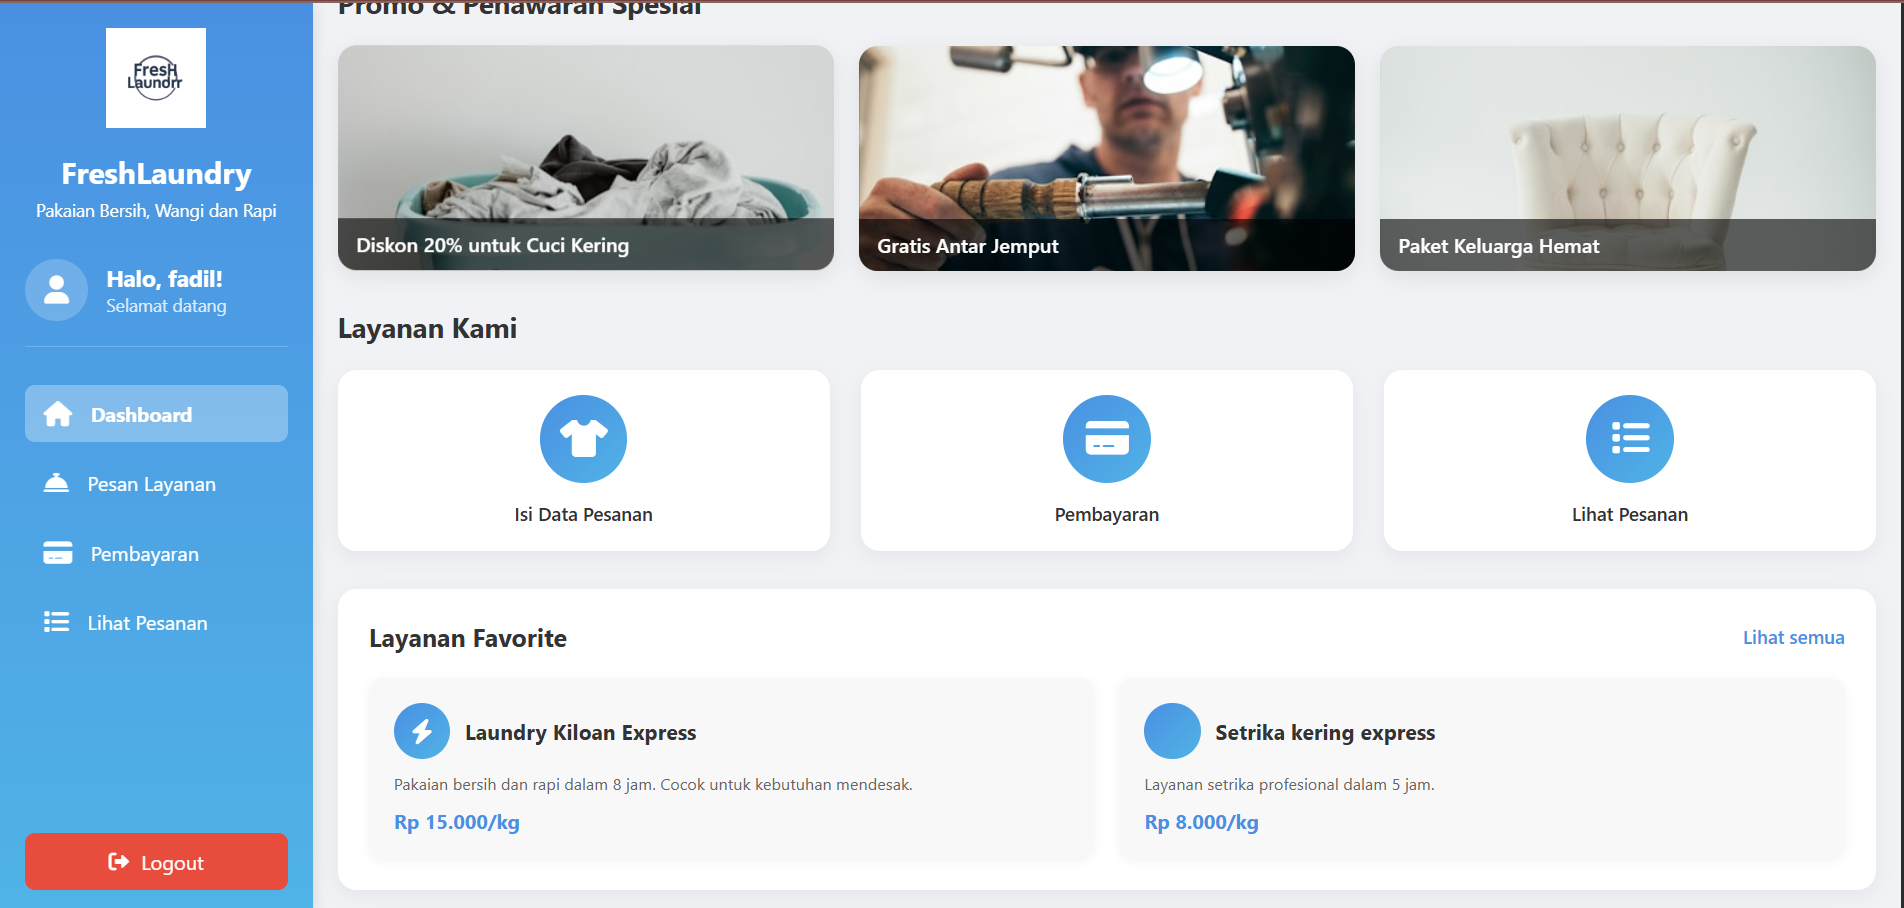 FresH
Laundrr
FreshLaundry
Pakaian Bersih, Wangi dan Rapi
Halo, fadil!
Selamat datang
Dashboard
Pesan Layanan
Pembayaran
Lihat Pesanan
Logout
Promo & Penawaran Spesial
Diskon 20% untuk Cuci Kering
Gratis Antar Jemput
Paket Keluarga Hemat
Layanan Kami
Isi Data Pesanan
Pembayaran
Lihat Pesanan
Layanan Favorite
Lihat semua
Laundry Kiloan Express
Pakaian bersih dan rapi dalam 8 jam. Cocok untuk kebutuhan mendesak.
Rp 15.000/kg
Setrika kering express
Layanan setrika profesional dalam 5 jam.
Rp 8.000/kg